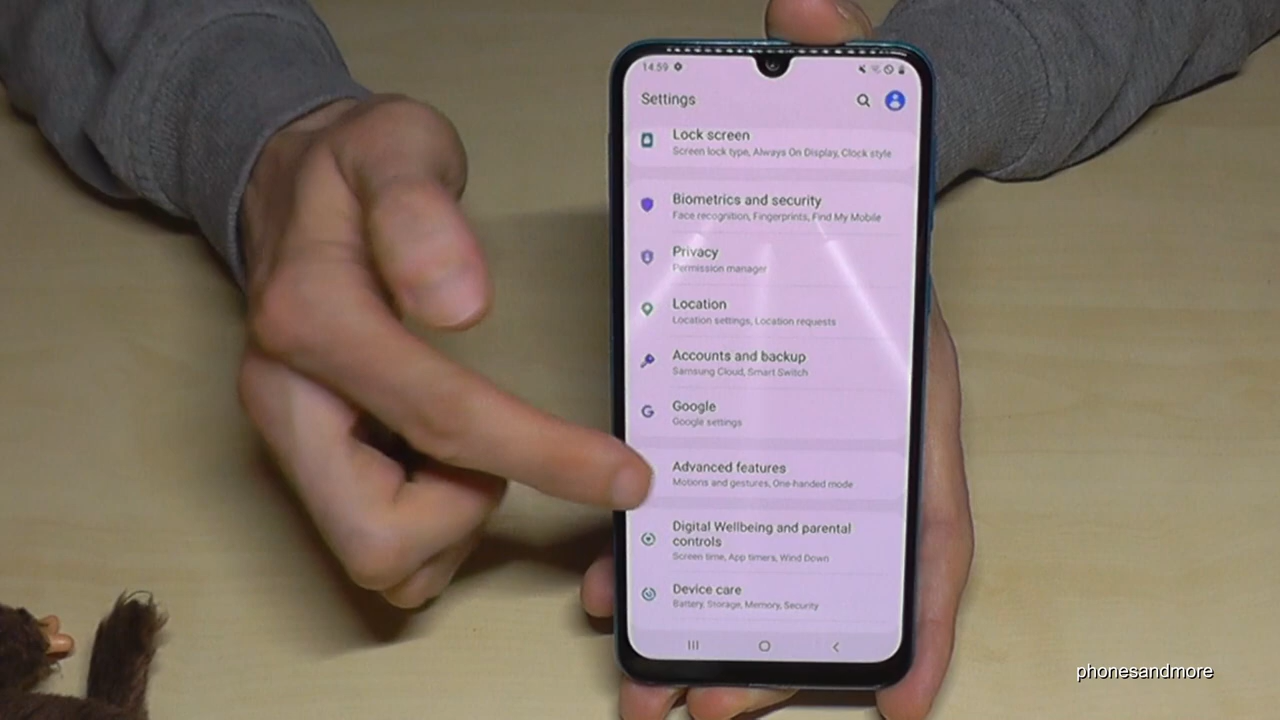 14:59
Settings
Lock screen
Screen lock type, Always On Display, Clock style
Biometrics and security
Face recognition, Fingerprints, Find My Mobile
Privacy
Permission manager
Location
Location settings, Location requests
Accounts and backup
Samsung Cloud, Smart Switch
Google
Google settings
Advanced features
Motions and gestures, One-handed mode
Digital Wellbeing and parental
controls
Screen time, App timers, Wind Down
Device care
Battery, Storage, Memory, Security
phonesandmore